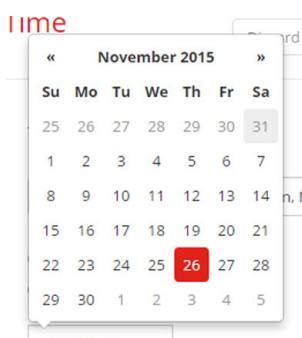 Time
Discard
« November 2015 »
Su Mo Tu We Th Fr Sa
25 26 27 28 29 30 31
1 2 3 4 5 6 7
8 9 10 11 12 13 14
15 16 17 18 19 20 21
22 23 24 25 26 27 28
29 30 1 2 3 4 5